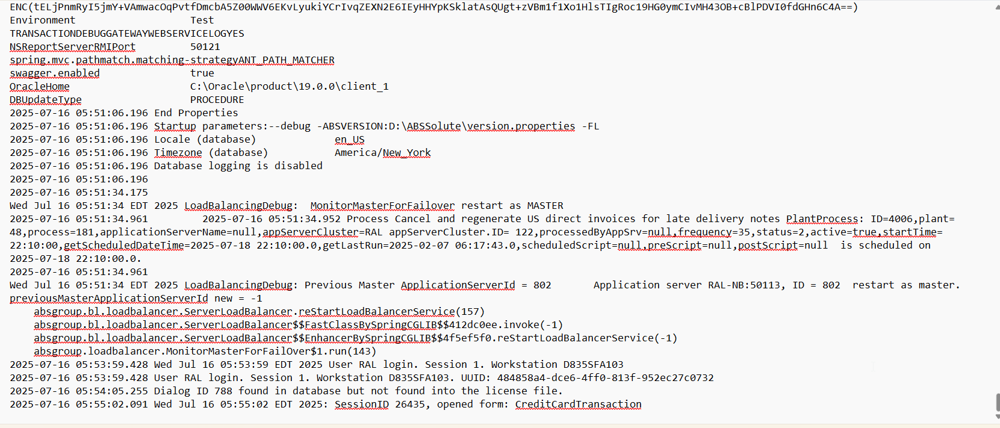 ENC(tELjPnmRyI5jmY+VAmwacOqPvtfDmcbA5Z00WWV6EKvLyukiYCrIvqZEXN2E6IEyHHYpKSklatAsQUgt+zVBm1f1Xo1HlsTIgRoc19HG0ymCIvMH43OB+cBlPDVI0fdGHn6C4A==)
Environment Test
TRANSACTIONDEBUGGATEWAYWEBSERVICELOGYES
NSReportServerRMIPort 50121
spring.mvc.pathmatch.matching-strategyANT_PATH_MATCHER
swagger.enabled true
OracleHome C:\Oracle\product\19.0.0\client_1
DBUpdateType PROCEDURE
2025-07-16 05:51:06.196 End Properties
2025-07-16 05:51:06.196 Startup parameters:--debug -ABSVERSION:D:\ABSSolute\version.properties -FL
2025-07-16 05:51:06.196 Locale (database) en_US
2025-07-16 05:51:06.196 Timezone (database) America/New_York
2025-07-16 05:51:06.196 Database logging is disabled
2025-07-16 05:51:06.196
2025-07-16 05:51:34.175
Wed Jul 16 05:51:34 EDT 2025 LoadBalancingDebug:  MonitorMasterForFailover restart as MASTER
2025-07-16 05:51:34.961 2025-07-16 05:51:34.952 Process Cancel and regenerate US direct invoices for late delivery notes PlantProcess: ID=4006,plant=
48,process=181,applicationServerName=null,appServerCluster=RAL appServerCluster.ID= 122,processedByAppSrv=null,frequency=35,status=2,active=true,startTime=
22:10:00,getScheduledDateTime=2025-07-18 22:10:00.0,getLastRun=2025-02-07 06:17:43.0,scheduledScript=null,preScript=null,postScript=null  is scheduled on
2025-07-18 22:10:00.0.
2025-07-16 05:51:34.961
Wed Jul 16 05:51:34 EDT 2025 LoadBalancingDebug: Previous Master ApplicationServerId = 802 Application server RAL-NB:50113, ID = 802  restart as master.
previousMasterApplicationServerId new = -1
absgroup.bl.loadbalancer.ServerLoadBalancer.reStartLoadBalancerService(157)
absgroup.bl.loadbalancer.ServerLoadBalancer$$FastClassBySpringCGLIB$$412dc0ee.invoke(-1)
absgroup.bl.loadbalancer.ServerLoadBalancer$$EnhancerBySpringCGLIB$$4f5ef5f0.reStartLoadBalancerService(-1)
absgroup.loadbalancer.MonitorMasterForFailOver$1.run(143)
2025-07-16 05:53:59.428 Wed Jul 16 05:53:59 EDT 2025 User RAL login. Session 1. Workstation D835SFA103
2025-07-16 05:53:59.428 User RAL login. Session 1. Workstation D835SFA103. UUID: 484858a4-dce6-4ff0-813f-952ec27c0732
2025-07-16 05:54:05.255 Dialog ID 788 found in database but not found into the license file.
2025-07-16 05:55:02.091 Wed Jul 16 05:55:02 EDT 2025: SessionID 26435, opened form: CreditCardTransaction